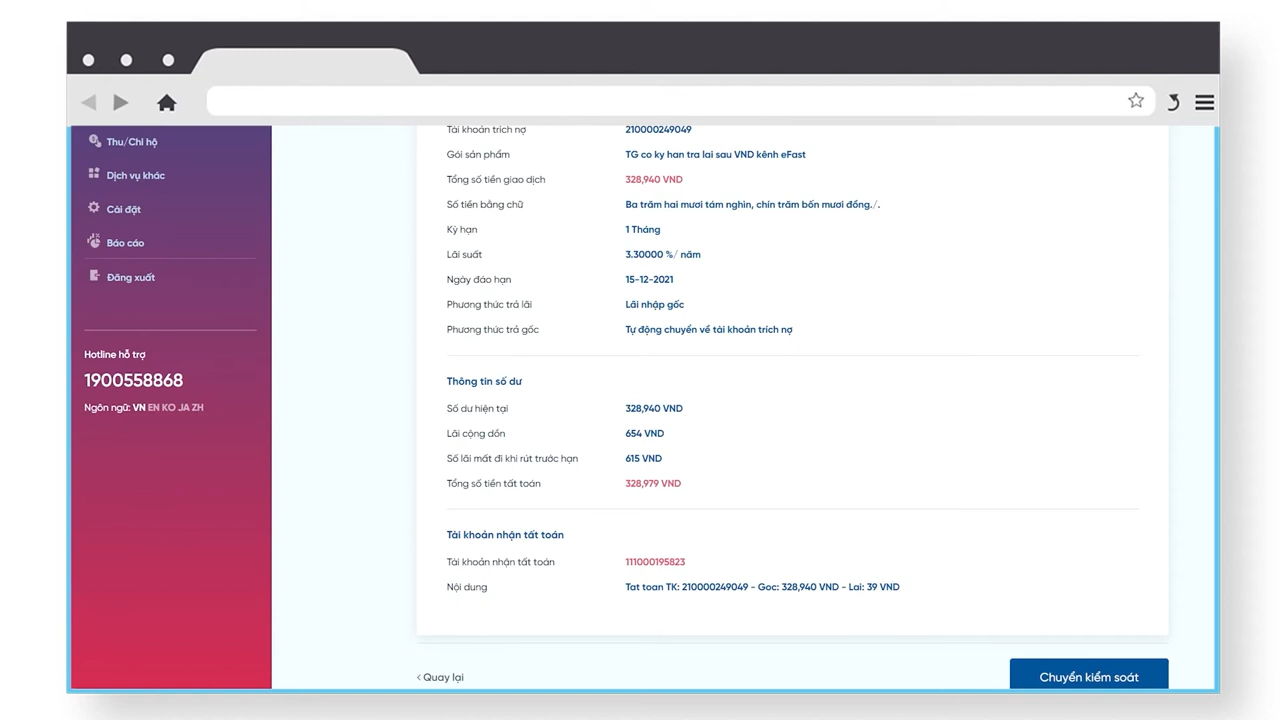 Thu/Chi hộ
Dịch vụ khác
Cài đặt
Báo cáo
Đăng xuất
Hotline hỗ trợ
1900558868
Ngôn ngữ: VN EN KO JA ZH
Tài khoản trích nợ 210000249049
Gói sản phẩm TG co ky han tra lai sau VND kênh eFast
Tổng số tiền giao dịch 328,940 VND
Số tiền bằng chữ Ba trăm hai mươi tám nghìn, chín trăm bốn mươi đồng./.
Kỳ hạn 1 Tháng
Lãi suất 3.30000 %/ năm
Ngày đáo hạn 15-12-2021
Phương thức trả lãi Lãi nhập gốc
Phương thức trả gốc Tự động chuyển về tài khoản trích nợ
Thông tin số dư
Số dư hiện tại 328,940 VND
Lãi cộng dồn 654 VND
Số lãi mất đi khi rút trước hạn 615 VND
Tổng số tiền tất toán 328,979 VND
Tài khoản nhận tất toán
Tài khoản nhận tất toán 111000195823
Nội dung Tat toan TK: 210000249049 - Goc: 328,940 VND - Lai: 39 VND
‹ Quay lại
Chuyển kiểm soát